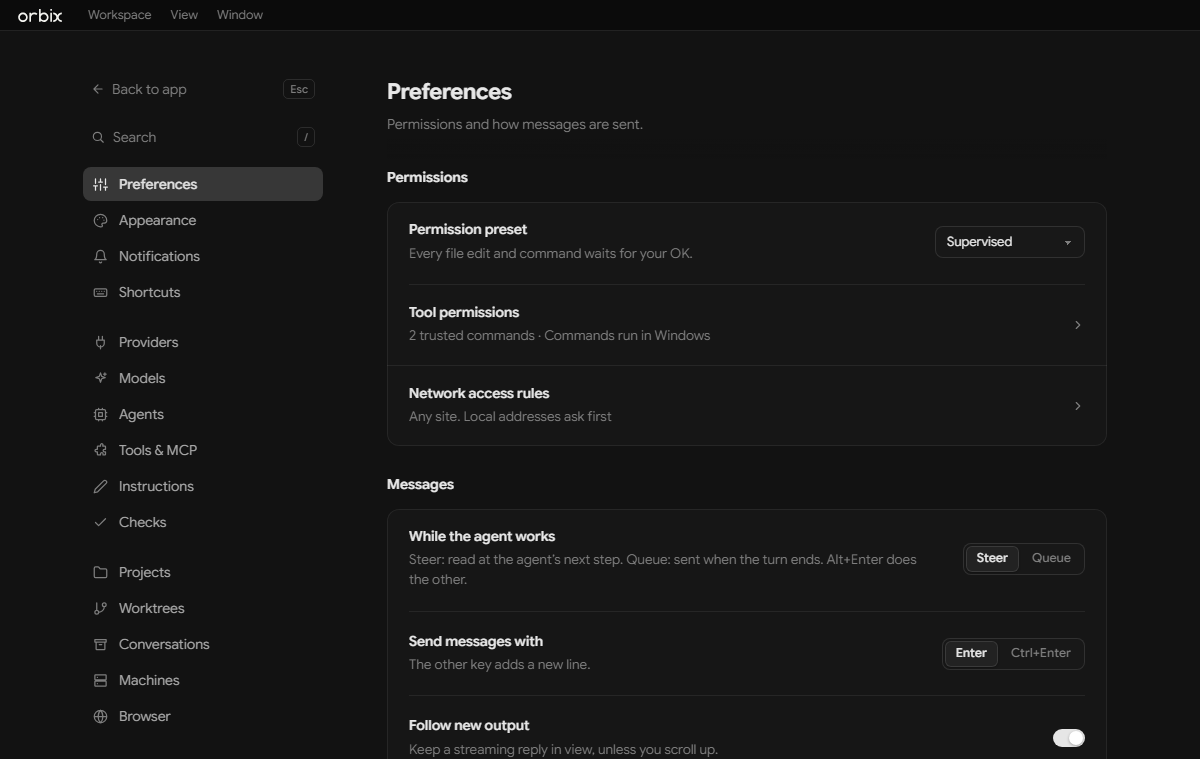 orbix Workspace View Window
Back to app Esc
Search /
Preferences
Appearance
Notifications
Shortcuts
Providers
Models
Agents
Tools & MCP
Instructions
Checks
Projects
Worktrees
Conversations
Machines
Browser
Preferences
Permissions and how messages are sent.
Permissions
Permission preset
Every file edit and command waits for your OK.
Supervised
Tool permissions
2 trusted commands · Commands run in Windows
Network access rules
Any site. Local addresses ask first
Messages
While the agent works
Steer: read at the agent's next step. Queue: sent when the turn ends. Alt+Enter does
the other.
Steer Queue
Send messages with
The other key adds a new line.
Enter Ctrl+Enter
Follow new output
Keep a streaming reply in view, unless you scroll up.